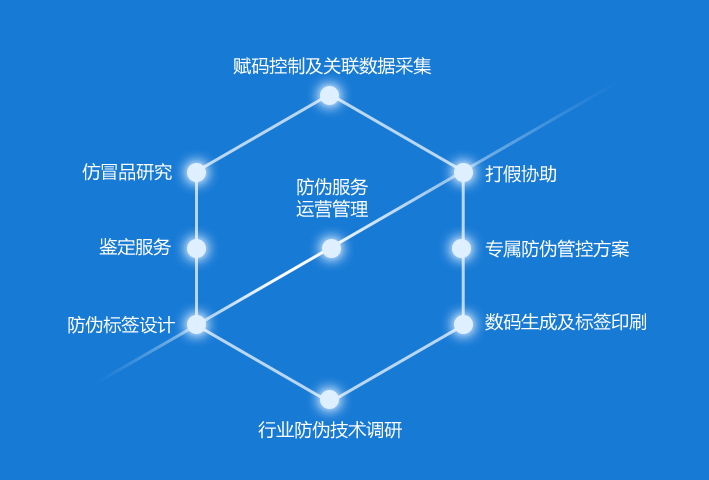 赋码控制及关联数据采集
仿冒品研究
打假协助
防伪服务
运营管理
鉴定服务
专属防伪管控方案
防伪标签设计
数码生成及标签印刷
行业防伪技术调研